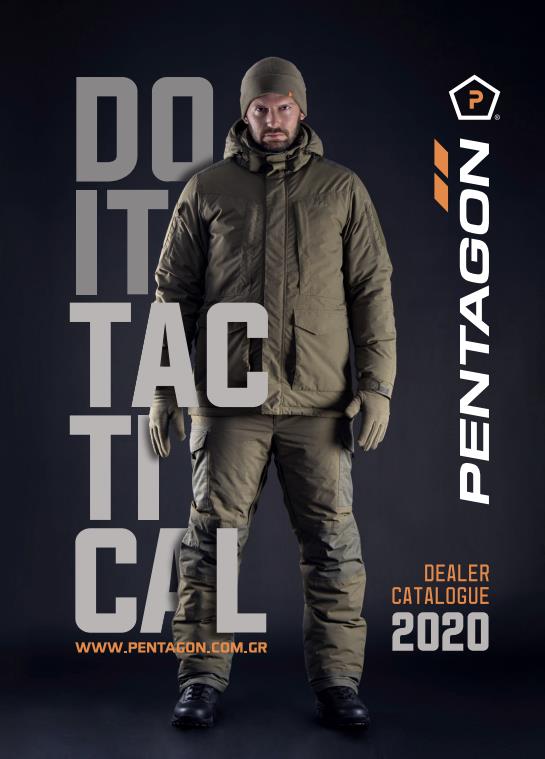 DO
IT
TAC
TI
CAL
WWW.PENTAGON.COM.GR
P
®
PENTAGON
DEALER
CATALOGUE
2020